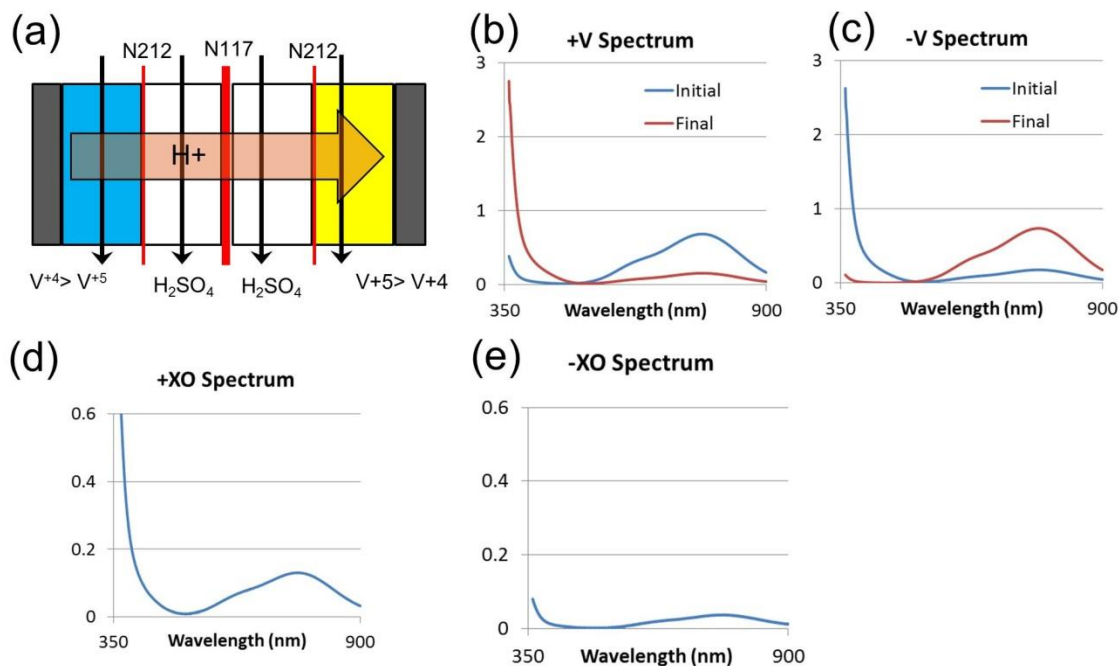 (a)
N212 N117 N212
H+
V+4> V+5
H2SO4
H2SO4
V+5> V+4
(b)
+V Spectrum
3
2
1
0
Initial
Final
350
Wavelength (nm)
900
(c)
-V Spectrum
3
2
1
0
Initial
Final
350
Wavelength (nm)
900
(d)
+XO Spectrum
0.6
0.4
0.2
0
350
Wavelength (nm)
900
(e)
-XO Spectrum
0.6
0.4
0.2
0
350
Wavelength (nm)
900